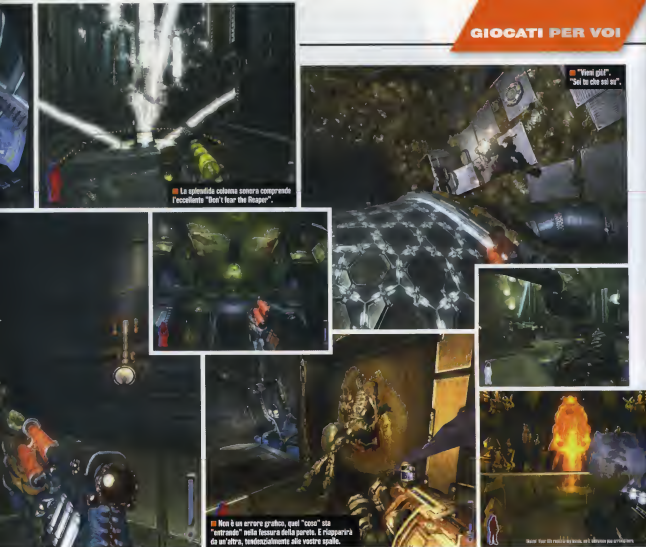 GIOCATI PER VOI
"Vieni giù!".
"Sei tu che sei su".
La splendida colonna sonora comprende
l'eccellente "Don't fear the Reaper".
Non è un errore grafico, quel "coso" sta
"entrando" nella fessura della parete. E riapparirà
da un'altra, tendenzialmente alle vostre spalle.